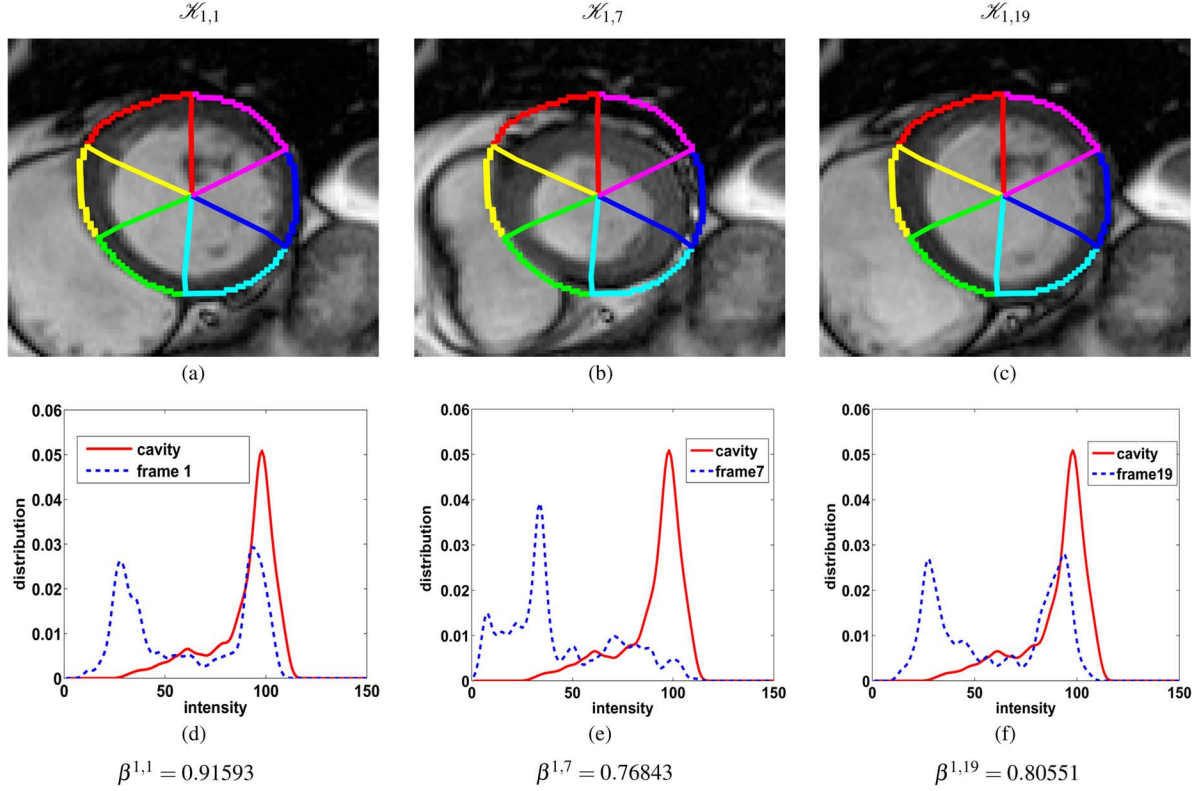 𝒦1,1 𝒦1,7 𝒦1,19
(a) (b) (c)
0.06
0.05
0.04
0.03
0.02
0.01
0
distribution
cavity
frame 1
0 50 100 150
intensity
(d)
0.06
0.05
0.04
0.03
0.02
0.01
0
distribution
cavity
frame7
0 50 100 150
intensity
(e)
0.06
0.05
0.04
0.03
0.02
0.01
0
distribution
cavity
frame19
0 50 100 150
intensity
(f)
β1,1 = 0.91593 β1,7 = 0.76843 β1,19 = 0.80551